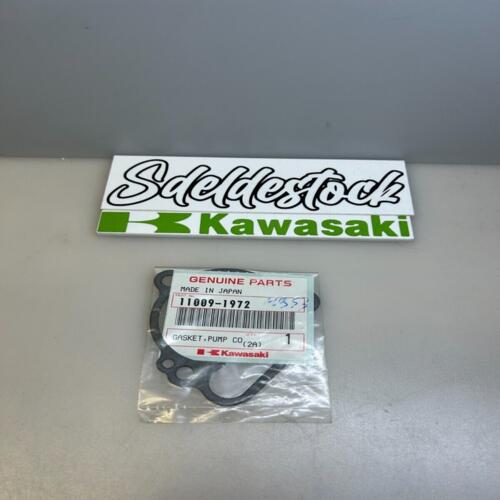 Sdeldestock
Kawasaki
GENUINE PARTS
MADE IN JAPAN
11009-1972
GASKET,PUMP CO
(2A)
1
Kawasaki